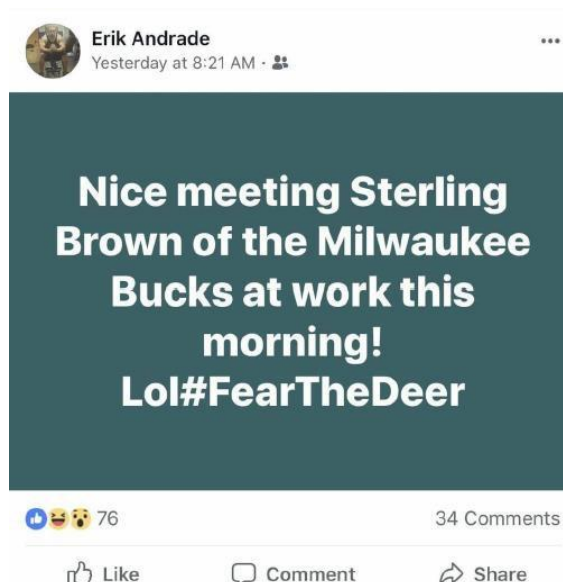 Erik Andrade
Yesterday at 8:21 AM ·
Nice meeting Sterling
Brown of the Milwaukee
Bucks at work this
morning!
Lol#FearTheDeer
76
34 Comments
Like
Comment
Share